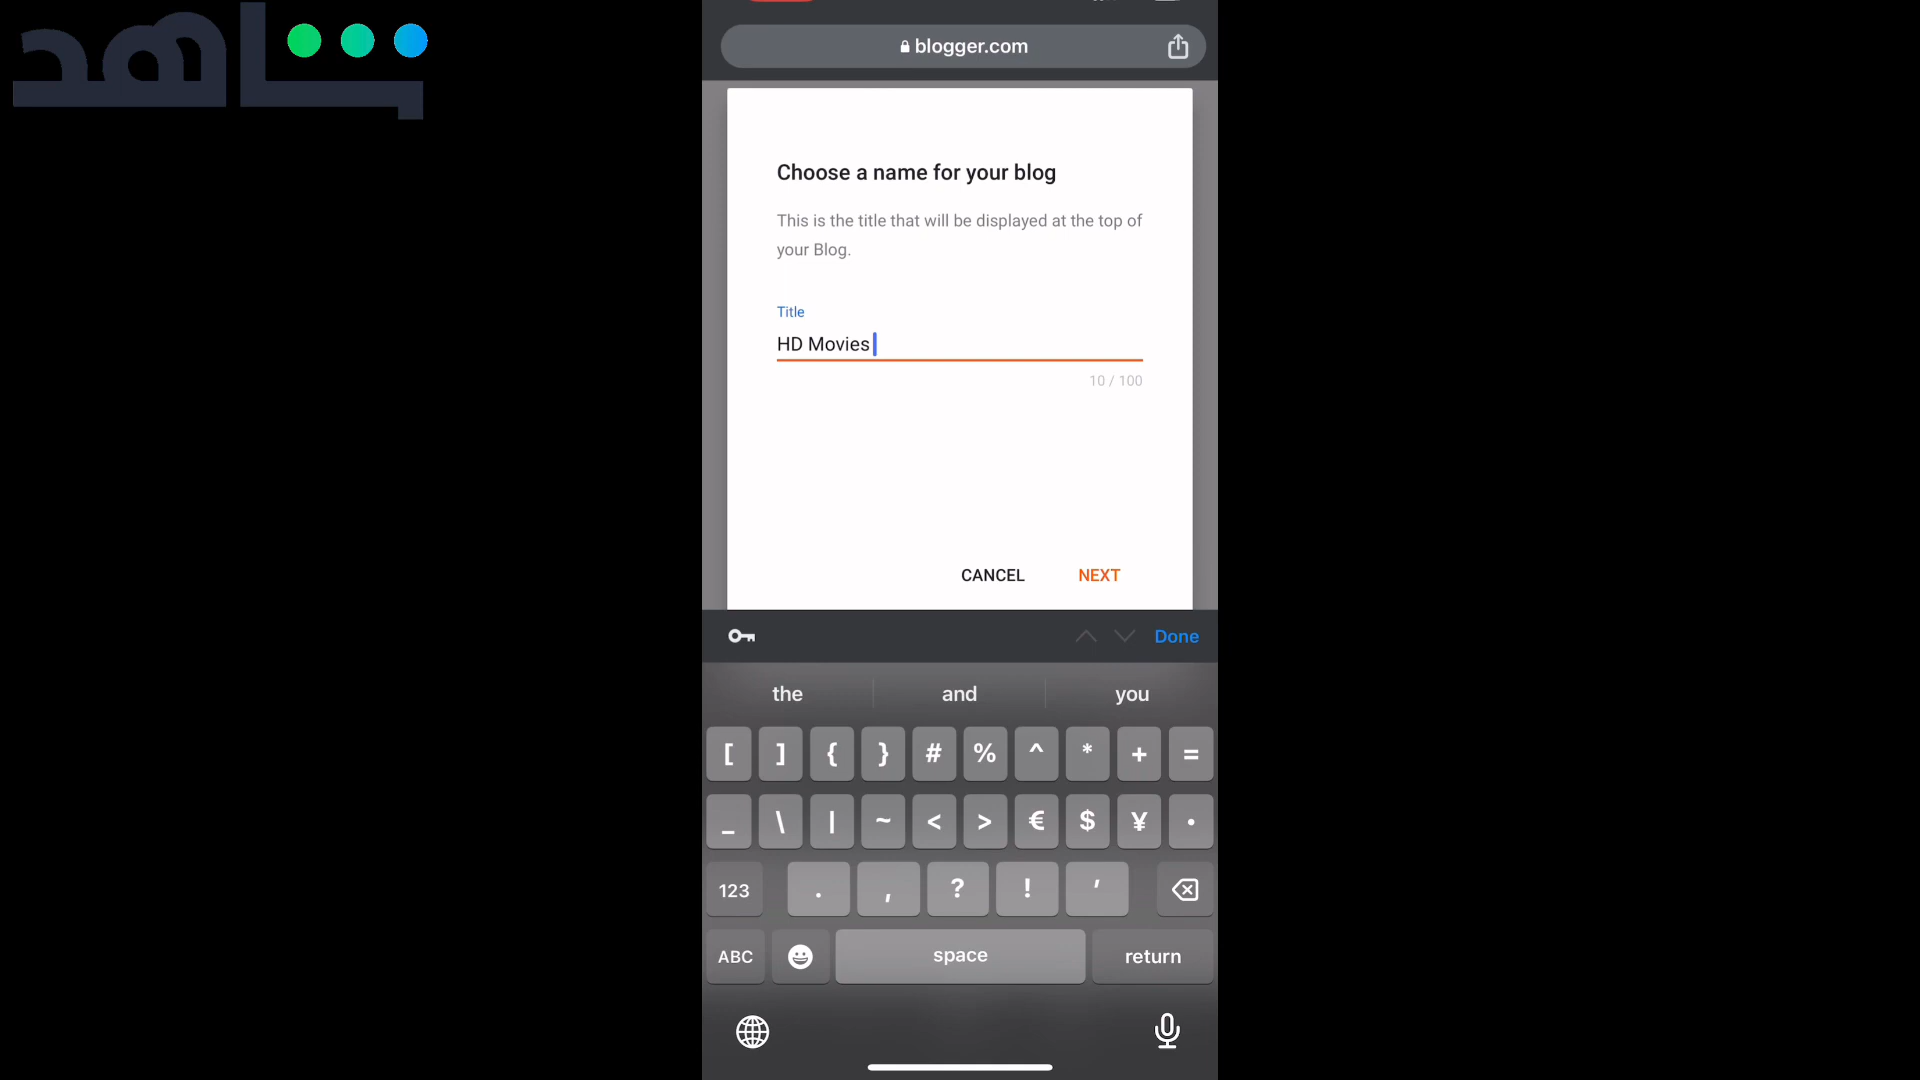 شاهد
blogger.com
Choose a name for your blog
This is the title that will be displayed at the top of
your Blog.
Title
HD Movies
10 / 100
CANCEL NEXT
Done
the and you
[ ] { } # % ^ * + =
_ \ | ~ < > € $ ¥ •
123 . , ? ! '
ABC space return